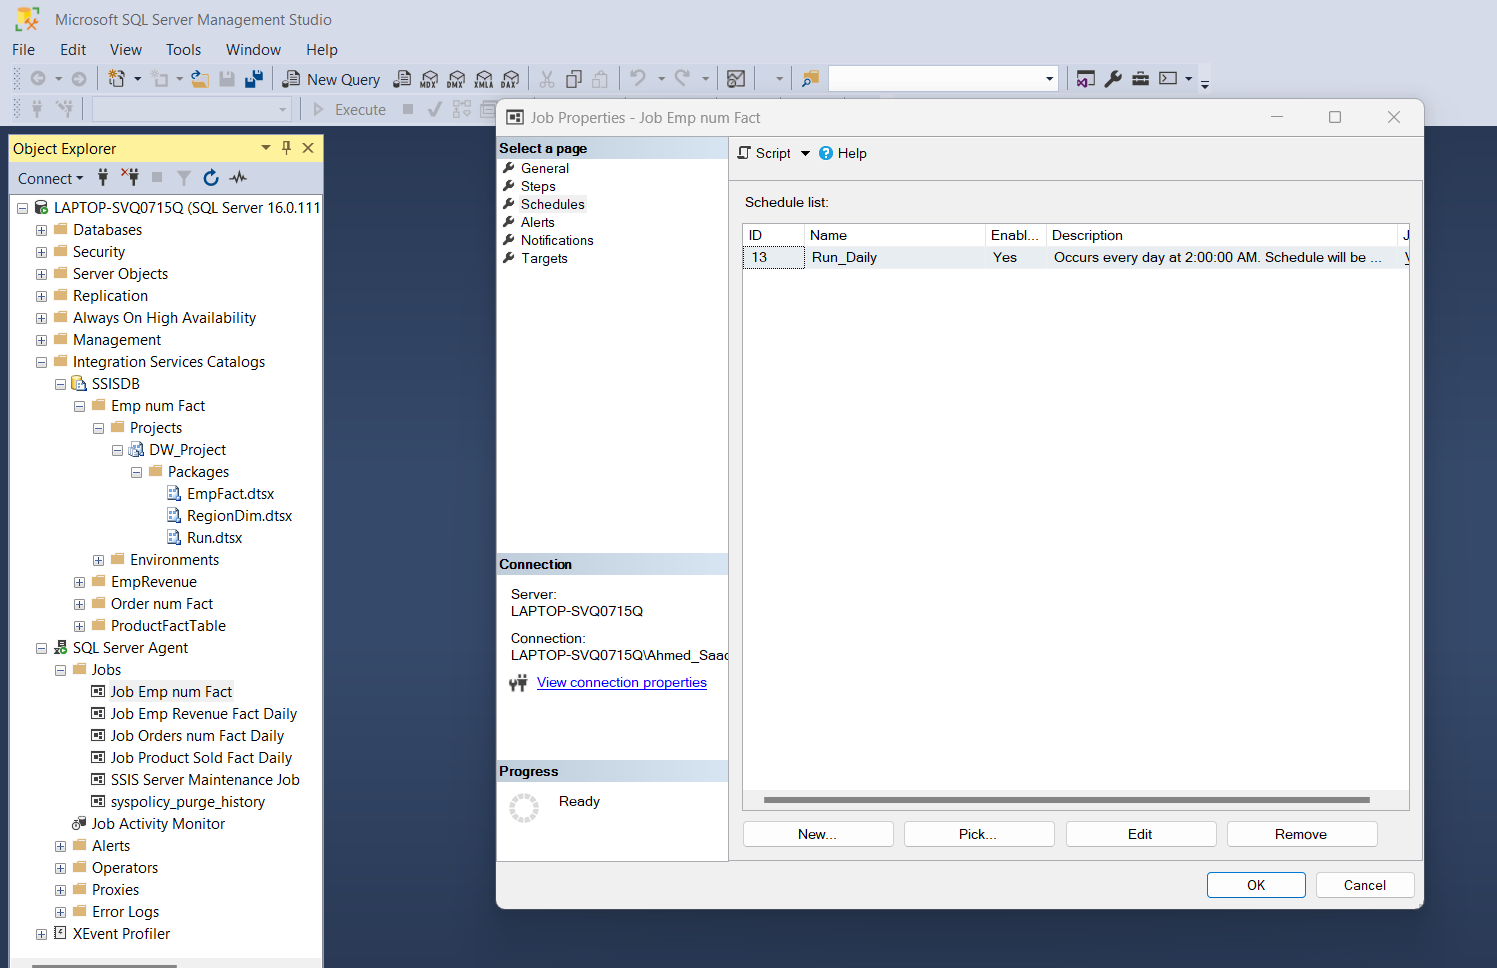 Microsoft SQL Server Management Studio
File Edit View Tools Window Help
New Query MDX DMX XMLA DAX
Execute
Object Explorer
Connect
LAPTOP-SVQ0715Q (SQL Server 16.0.111
Databases
Security
Server Objects
Replication
Always On High Availability
Management
Integration Services Catalogs
SSISDB
Emp num Fact
Projects
DW_Project
Packages
EmpFact.dtsx
RegionDim.dtsx
Run.dtsx
Environments
EmpRevenue
Order num Fact
ProductFactTable
SQL Server Agent
Jobs
Job Emp num Fact
Job Emp Revenue Fact Daily
Job Orders num Fact Daily
Job Product Sold Fact Daily
SSIS Server Maintenance Job
syspolicy_purge_history
Job Activity Monitor
Alerts
Operators
Proxies
Error Logs
XEvent Profiler
Job Properties - Job Emp num Fact
Select a page
General
Steps
Schedules
Alerts
Notifications
Targets
Connection
Server:
LAPTOP-SVQ0715Q
Connection:
LAPTOP-SVQ0715Q\Ahmed_Saad
View connection properties
Progress
Ready
Script Help
Schedule list:
ID Name Enabl... Description J
13 Run_Daily Yes Occurs every day at 2:00:00 AM. Schedule will be ...
New... Pick... Edit Remove
OK Cancel